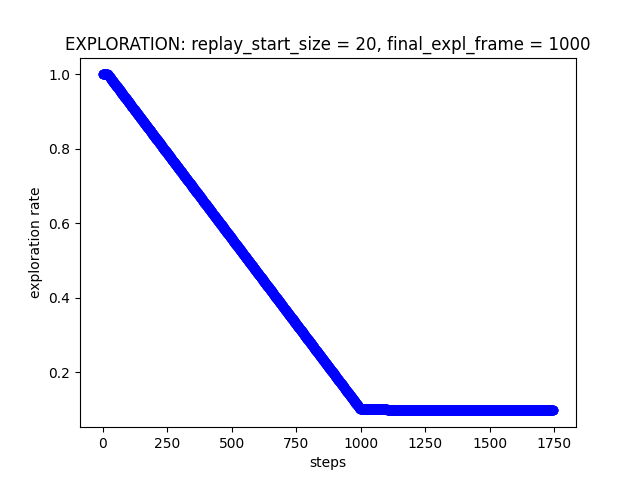 EXPLORATION: replay_start_size = 20, final_expl_frame = 1000
1.0
0.8
0.6
0.4
0.2
exploration rate
0 250 500 750 1000 1250 1500 1750
steps